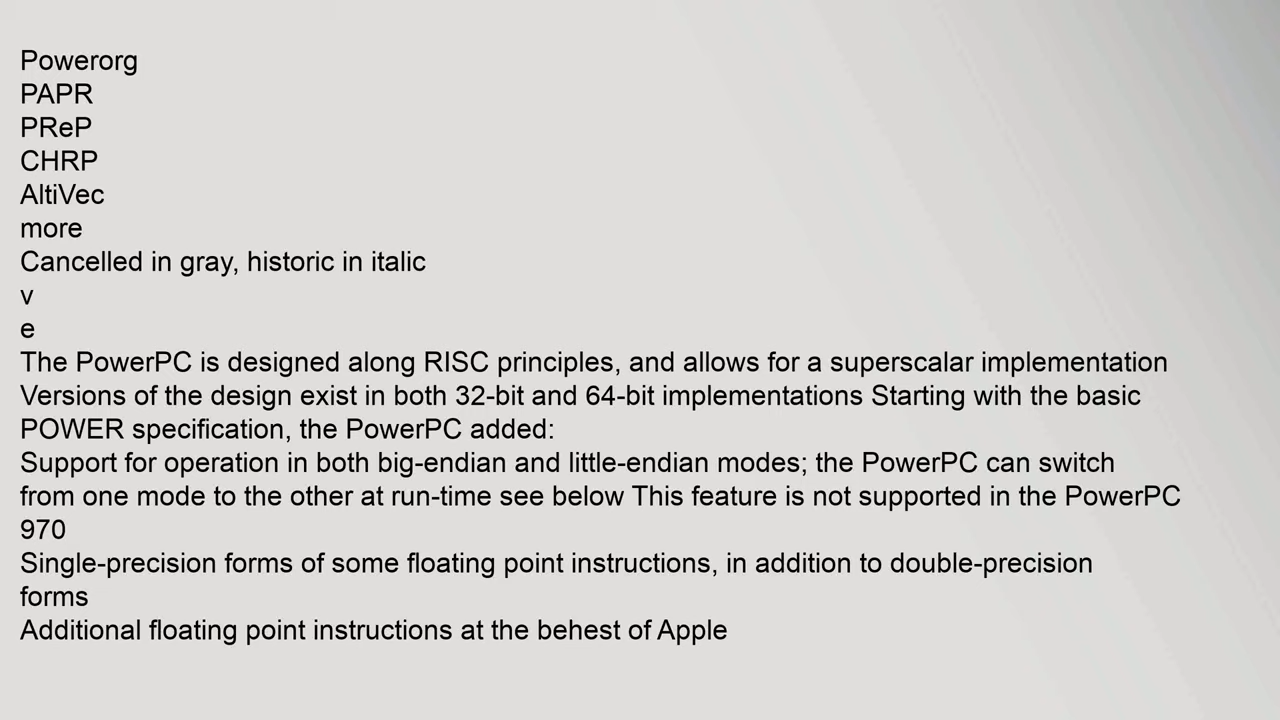 Powerorg
PAPR
PReP
CHRP
AltiVec
more
Cancelled in gray, historic in italic
v
e
The PowerPC is designed along RISC principles, and allows for a superscalar implementation
Versions of the design exist in both 32-bit and 64-bit implementations Starting with the basic
POWER specification, the PowerPC added:
Support for operation in both big-endian and little-endian modes; the PowerPC can switch
from one mode to the other at run-time see below This feature is not supported in the PowerPC
970
Single-precision forms of some floating point instructions, in addition to double-precision
forms
Additional floating point instructions at the behest of Apple